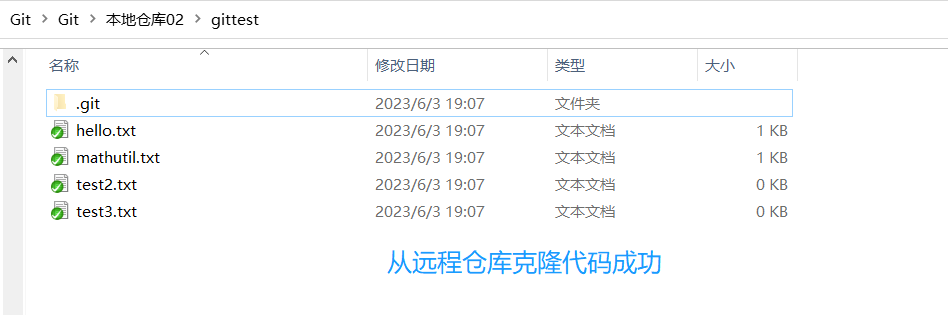 Git > Git > 本地仓库02 > gittest
名称 修改日期 类型 大小
.git 2023/6/3 19:07 文件夹
hello.txt 2023/6/3 19:07 文本文档 1 KB
mathutil.txt 2023/6/3 19:07 文本文档 1 KB
test2.txt 2023/6/3 19:07 文本文档 0 KB
test3.txt 2023/6/3 19:07 文本文档 0 KB
从远程仓库克隆代码成功